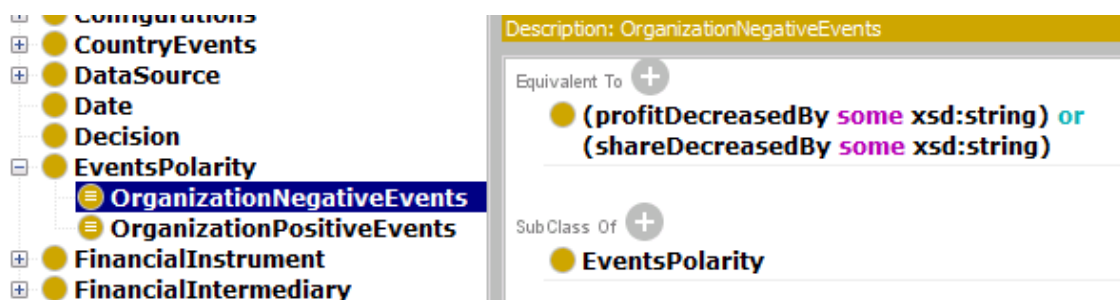 Configurations
CountryEvents
DataSource
Date
Decision
EventsPolarity
OrganizationNegativeEvents
OrganizationPositiveEvents
FinancialInstrument
FinancialIntermediary
Description: OrganizationNegativeEvents
Equivalent To
(profitDecreasedBy some xsd:string) or
(shareDecreasedBy some xsd:string)
SubClass Of
EventsPolarity